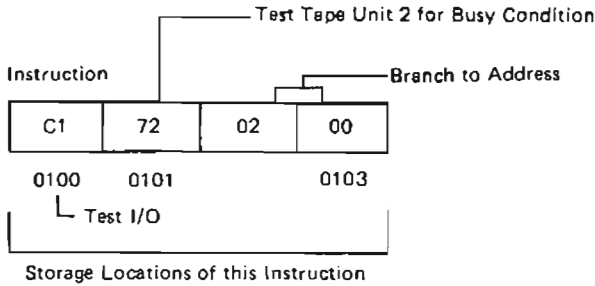 Test Tape Unit 2 for Busy Condition
Instruction
Branch to Address
C1 72 02 00
0100 0101 0103
Test I/O
Storage Locations of this Instruction